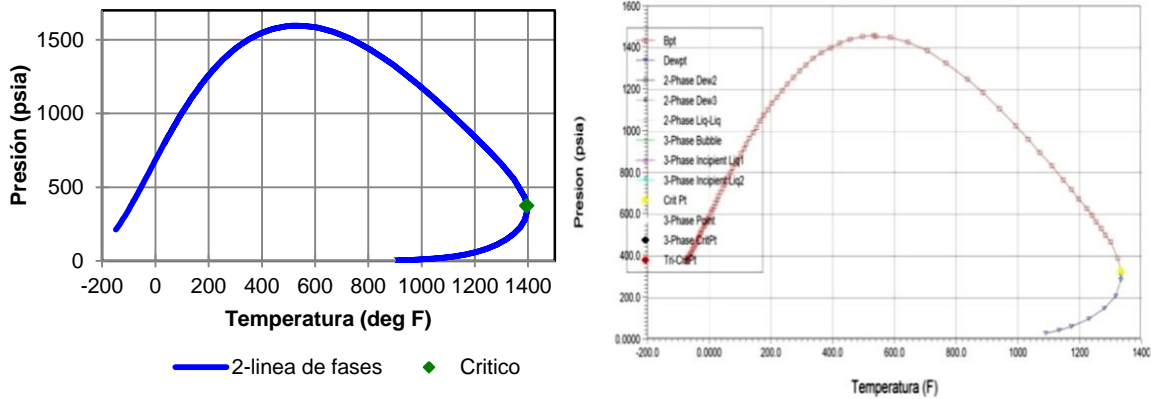 Presión (psia)
1500
1000
500
0
-200 0 200 400 600 800 1000 1200 1400
Temperatura (deg F)
2-linea de fases Critico
Presion (psia)
1600
1400
1200
1000
800.0
600.0
400.0
200.0
0.0000
Bpt
Dewpt
2-Phase Dew2
2-Phase Dew3
2-Phase Liq-Liq
3-Phase Bubble
3-Phase Incipient Liq1
3-Phase Incipient Liq2
Crit Pt
3-Phase Point
3-Phase CritPt
Tri-CritPt
-200.0 0.0000 200.0 400.0 600.0 800.0 1000 1200 1400
Temperatura (F)